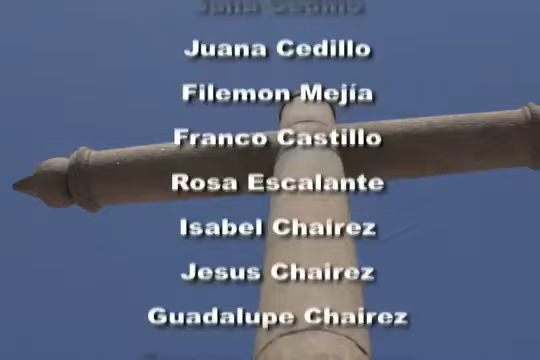 Juana Cedillo
Filemon Mejía
Franco Castillo
Rosa Escalante
Isabel Chairez
Jesus Chairez
Guadalupe Chairez